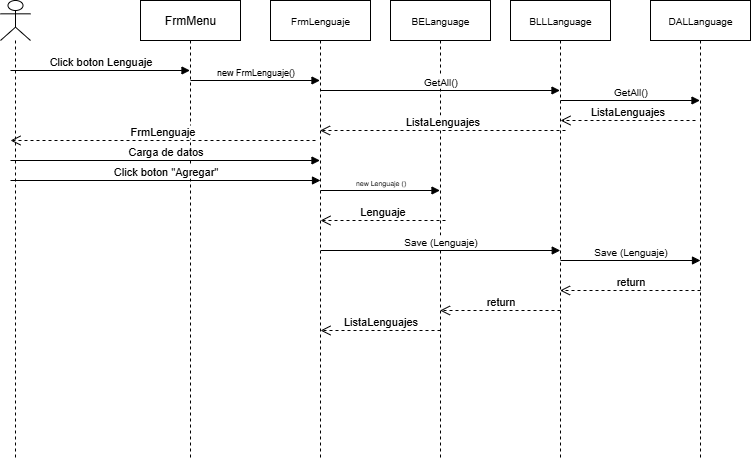 FrmMenu
FrmLenguaje
BELanguage
BLLLanguage
DALLanguage
Click boton Lenguaje
new FrmLenguaje()
GetAll()
GetAll()
ListaLenguajes
ListaLenguajes
FrmLenguaje
Carga de datos
Click boton "Agregar"
new Lenguaje ()
Lenguaje
Save (Lenguaje)
Save (Lenguaje)
return
return
ListaLenguajes